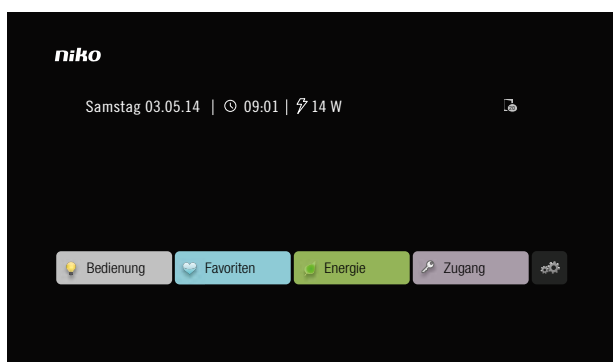 niko
Samstag 03.05.14 | 09:01 | 14 W
Bedienung Favoriten Energie Zugang